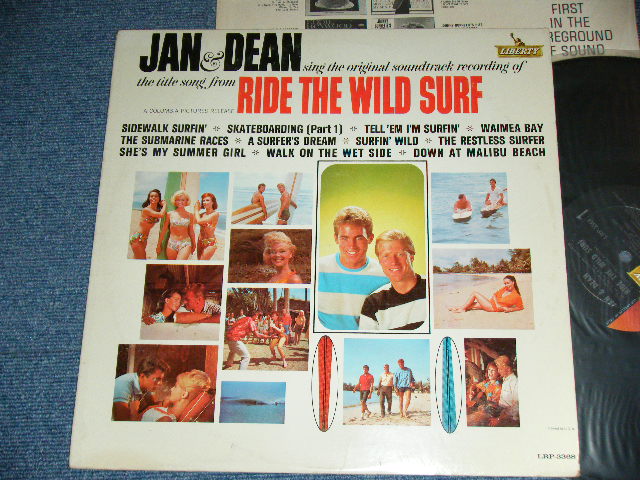 FIRST
IN THE
REGROUND
F SOUND
JAN & DEAN
LIBERTY
sing the original soundtrack recording of
the title song from RIDE THE WILD SURF
A COLUMBIA PICTURES RELEASE
SIDEWALK SURFIN' * SKATEBOARDING (Part 1) * TELL 'EM I'M SURFIN' * WAIMEA BAY
THE SUBMARINE RACES * A SURFER'S DREAM * SURFIN' WILD * THE RESTLESS SURFER
SHE'S MY SUMMER GIRL * WALK ON THE WET SIDE * DOWN AT MALIBU BEACH
LRP-3368